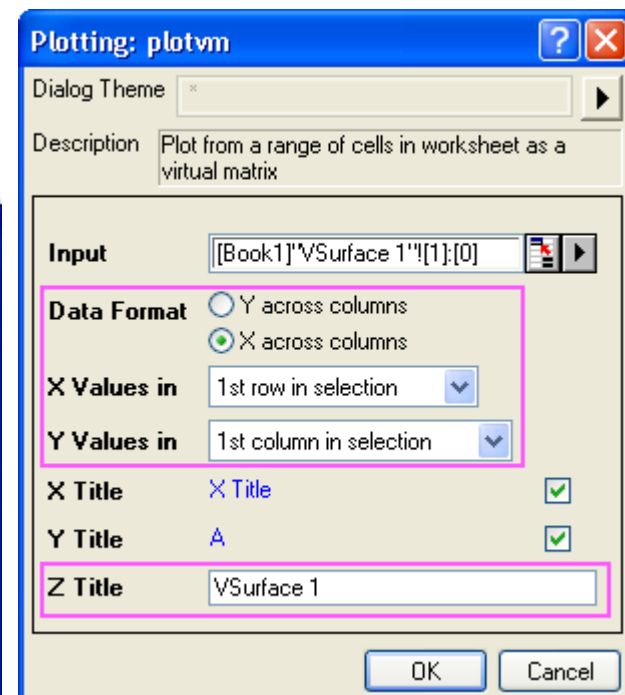 Plotting: plotvm
Dialog Theme *
Description Plot from a range of cells in worksheet as a
virtual matrix
Input [Book1]"VSurface 1"![1]:[0]
Data Format Y across columns
X across columns
X Values in 1st row in selection
Y Values in 1st column in selection
X Title X Title
Y Title A
Z Title VSurface 1
OK Cancel